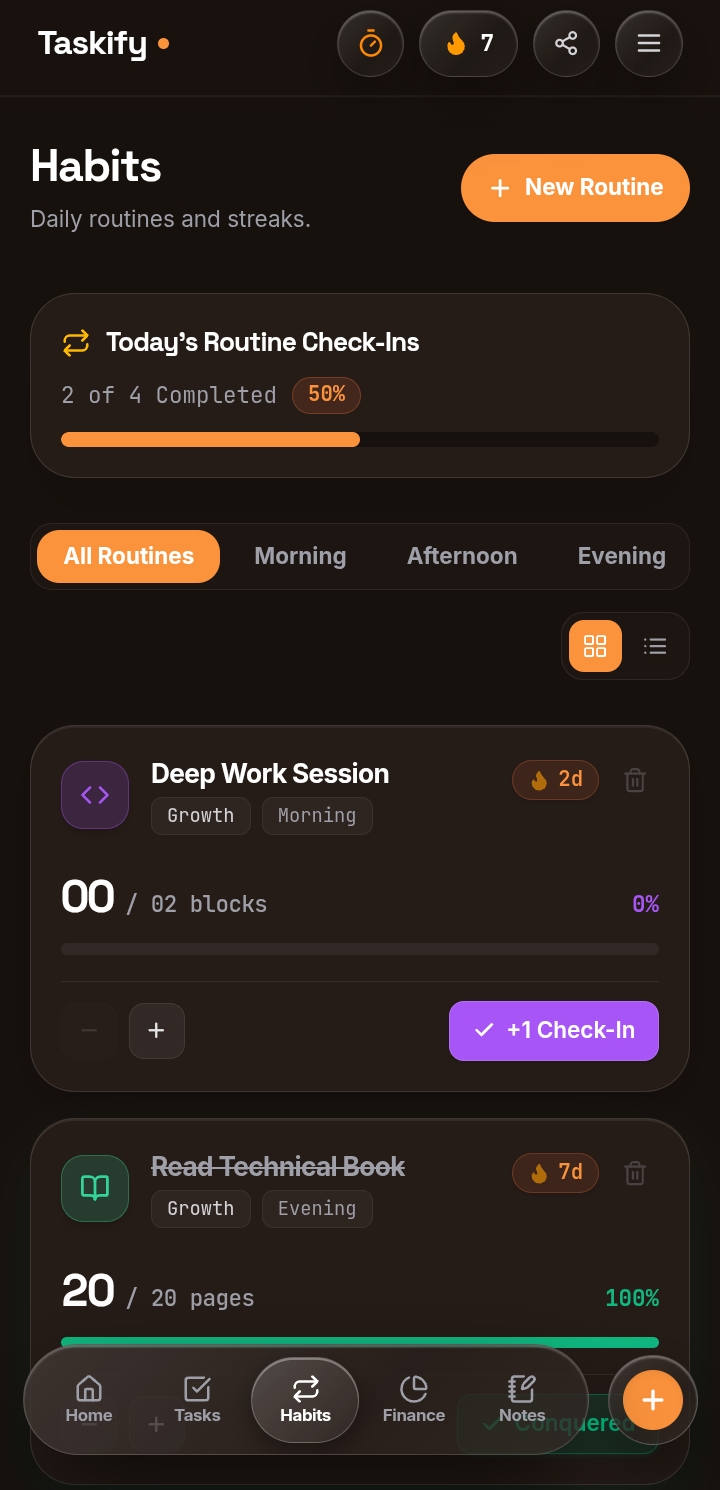 Taskify
7
Habits
Daily routines and streaks.
+ New Routine
Today's Routine Check-Ins
2 of 4 Completed 50%
All Routines Morning Afternoon Evening
Deep Work Session 2d
Growth Morning
00 / 02 blocks 0%
− + +1 Check-In
Read Technical Book 7d
Growth Evening
20 / 20 pages 100%
− + Conquered
Home Tasks Habits Finance Notes +